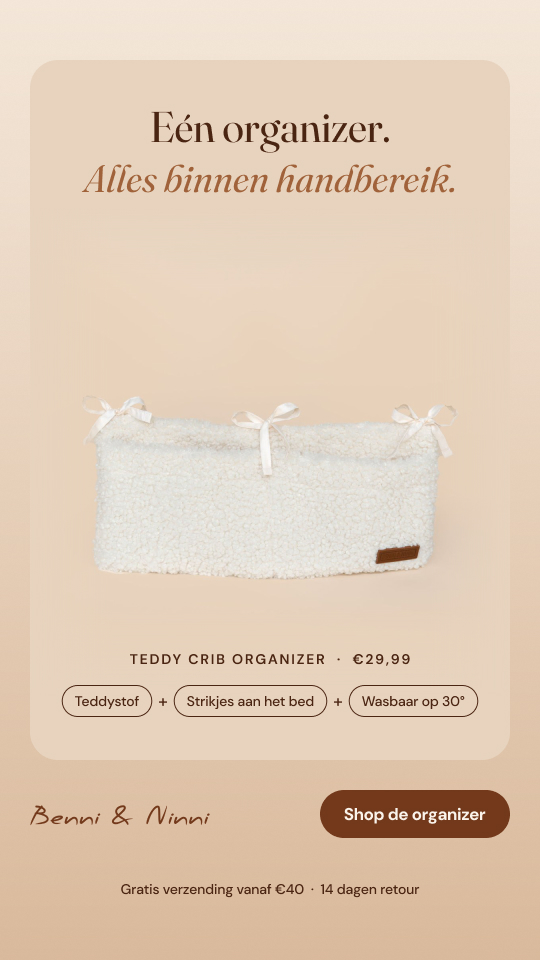 Eén organizer.
Alles binnen handbereik.
TEDDY CRIB ORGANIZER · €29,99
Teddystof + Strikjes aan het bed + Wasbaar op 30°
Benni & Ninni
Shop de organizer
Gratis verzending vanaf €40 · 14 dagen retour